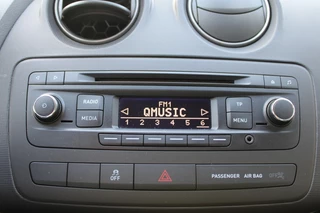 FM1
RADIO
QMUSIC
TP
MEDIA
1 2 3 4 5 6
MENU
OFF
PASSENGER AIR BAG